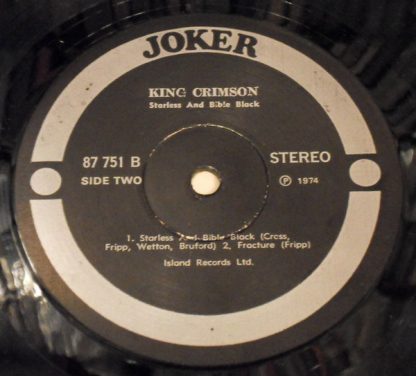 JOKER
KING CRIMSON
Starless And Bible Black
87 751 B
STEREO
SIDE TWO
Ⓟ 1974
1. Starless And Bible Black (Cross,
Fripp, Wetton, Bruford) 2. Fracture (Fripp)
Island Records Ltd.